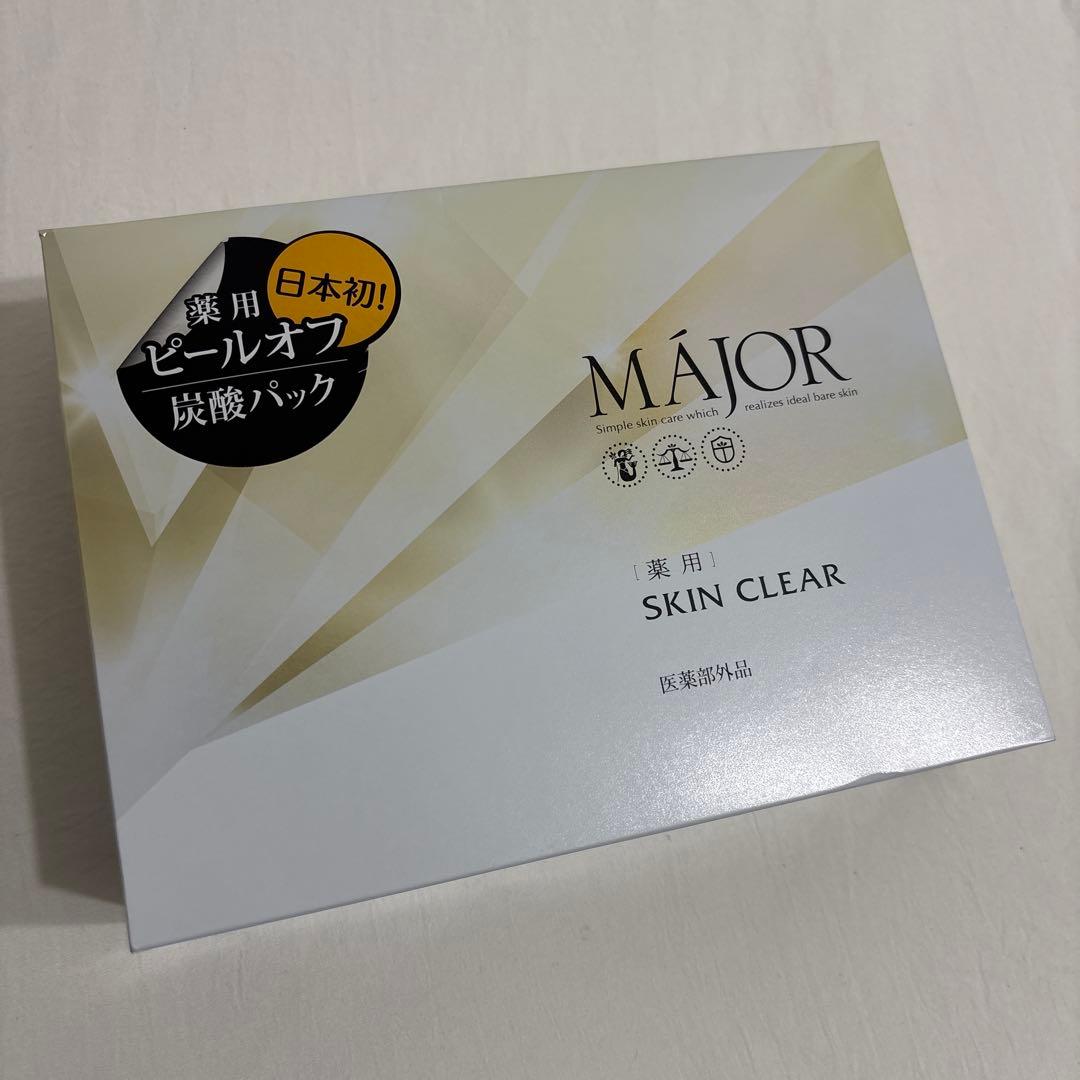 日本初!
薬用
ピールオフ
炭酸パック
MÁJOR
Simple skin care which realizes ideal bare skin
[薬用]
SKIN CLEAR
医薬部外品